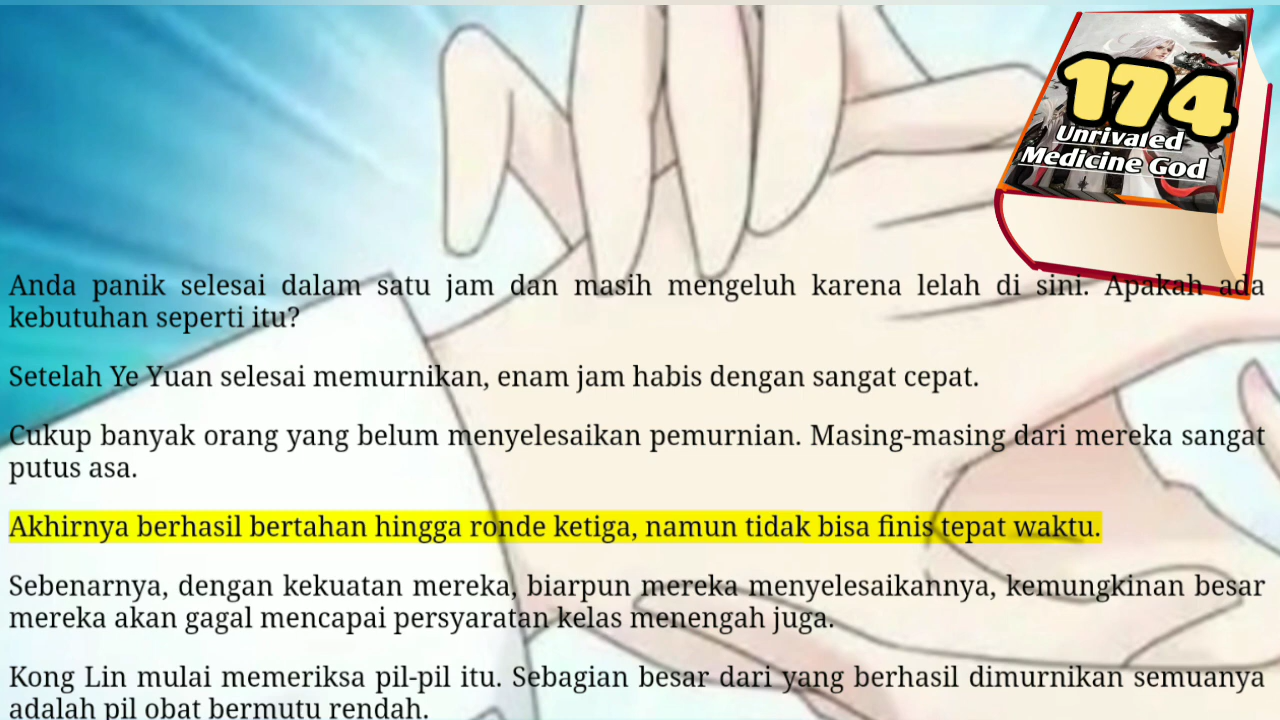 174
Unrivaled
Medicine God
Anda panik selesai dalam satu jam dan masih mengeluh karena lelah di sini. Apakah ada
kebutuhan seperti itu?
Setelah Ye Yuan selesai memurnikan, enam jam habis dengan sangat cepat.
Cukup banyak orang yang belum menyelesaikan pemurnian. Masing-masing dari mereka sangat
putus asa.
Akhirnya berhasil bertahan hingga ronde ketiga, namun tidak bisa finis tepat waktu.
Sebenarnya, dengan kekuatan mereka, biarpun mereka menyelesaikannya, kemungkinan besar
mereka akan gagal mencapai persyaratan kelas menengah juga.
Kong Lin mulai memeriksa pil-pil itu. Sebagian besar dari yang berhasil dimurnikan semuanya
adalah pil obat bermutu rendah.